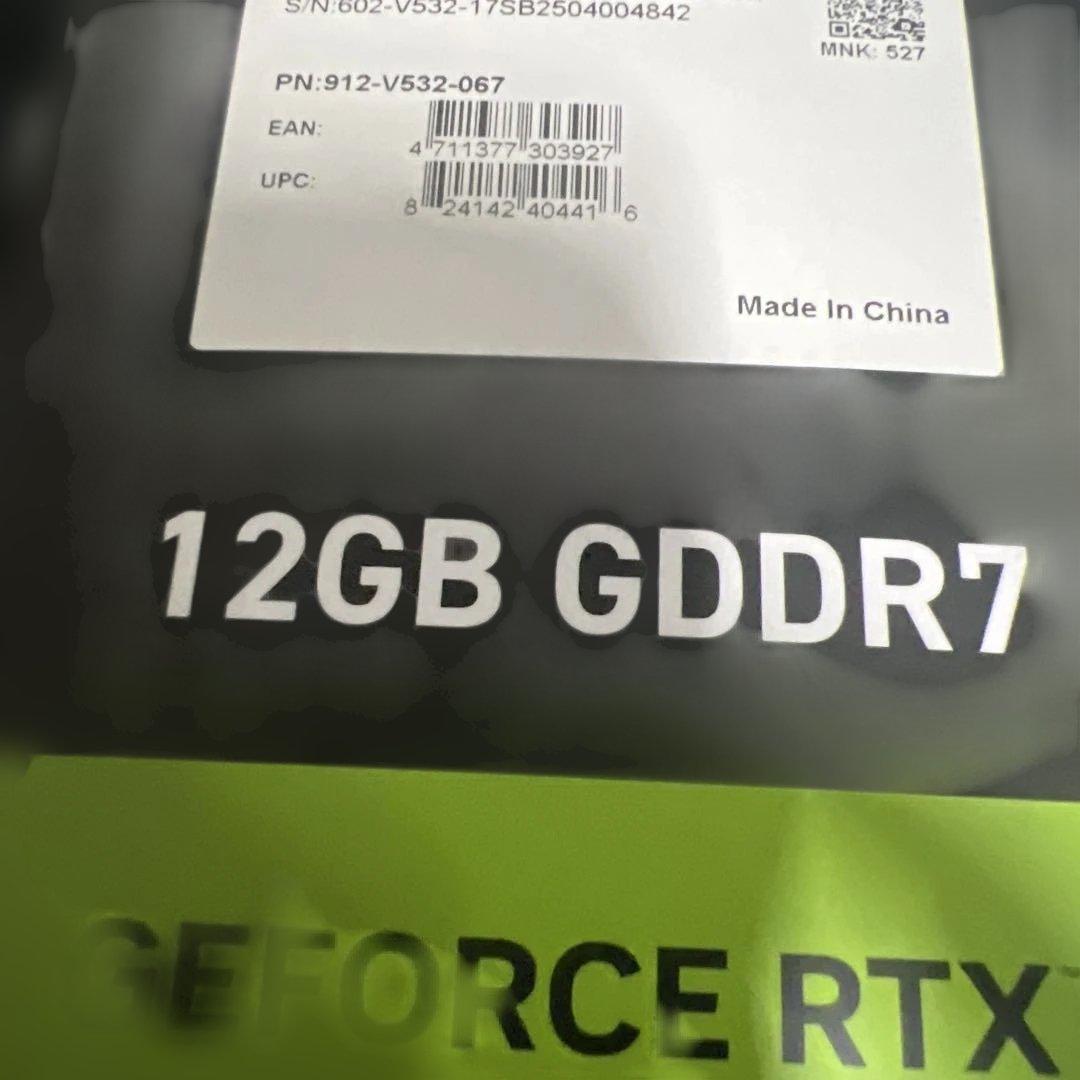 S/N:602-V532-17SB2504004842
MNK: 527
PN:912-V532-067
EAN:
4 711377 303927
UPC:
8 24142 40441 6
Made In China
12GB GDDR7
GEFORCE RTX